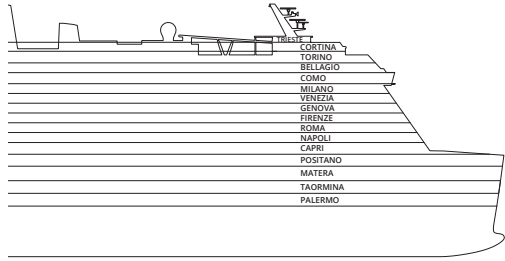 TRIESTE
CORTINA
TORINO
BELLAGIO
COMO
MILANO
VENEZIA
GENOVA
FIRENZE
ROMA
NAPOLI
CAPRI
POSITANO
MATERA
TAORMINA
PALERMO